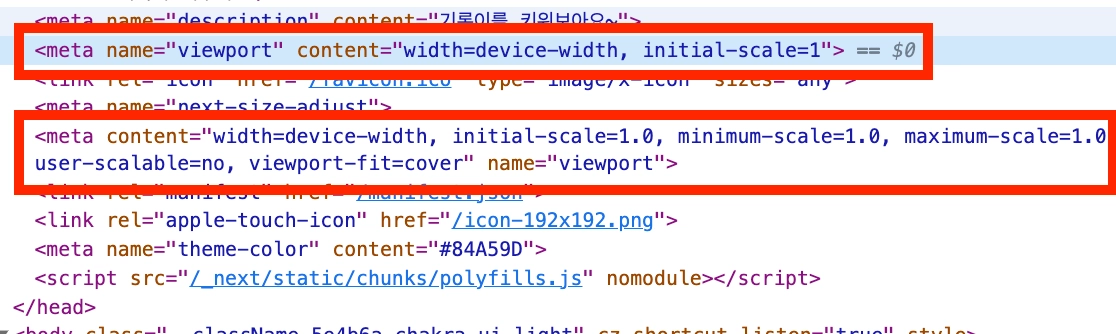 <meta name="description" content="기록이를 키워보아요~">
<meta name="viewport" content="width=device-width, initial-scale=1"> == $0
<link rel="icon" href="/favicon.ico" type="image/x-icon" sizes="any">
<meta name="next-size-adjust">
<meta content="width=device-width, initial-scale=1.0, minimum-scale=1.0, maximum-scale=1.0
user-scalable=no, viewport-fit=cover" name="viewport">
<link rel="manifest" href="/manifest.json">
<link rel="apple-touch-icon" href="/icon-192x192.png">
<meta name="theme-color" content="#84A59D">
<script src="/_next/static/chunks/polyfills.js" nomodule></script>
</head>
<body class="__className_5e4b6a chakra-ui-light" cz-shortcut-listen="true" style>